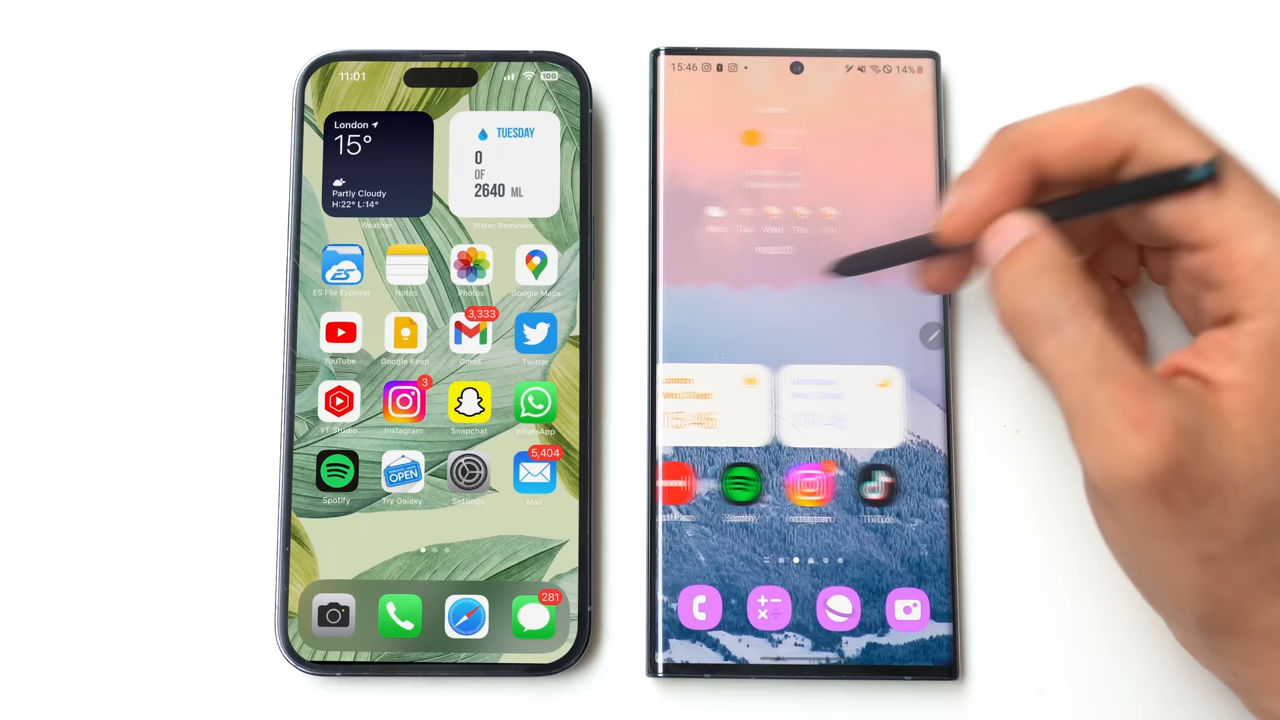 11:01
100
London
15°
Partly Cloudy
H:22° L:14°
Weather
TUESDAY
0
OF
2640 ML
Water Reminder
ES
ES File Explorer
Notes
Photos
Google Maps
3,333
YouTube
Google Keep
Gmail
Twitter
3
YT Studio
Instagram
Snapchat
WhatsApp
OPEN
5,404
Spotify
Try Galaxy
Settings
Mail
281
15:46
14%